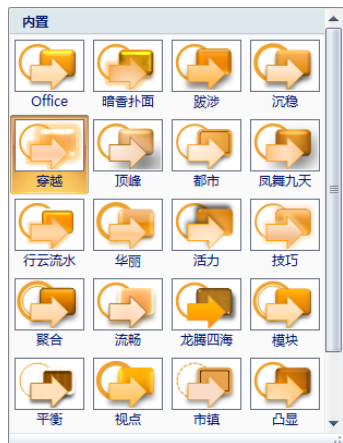 内置
Office 暗香扑面 跋涉 沉稳
穿越 顶峰 都市 凤舞九天
行云流水 华丽 活力 技巧
聚合 流畅 龙腾四海 模块
平衡 视点 市镇 凸显